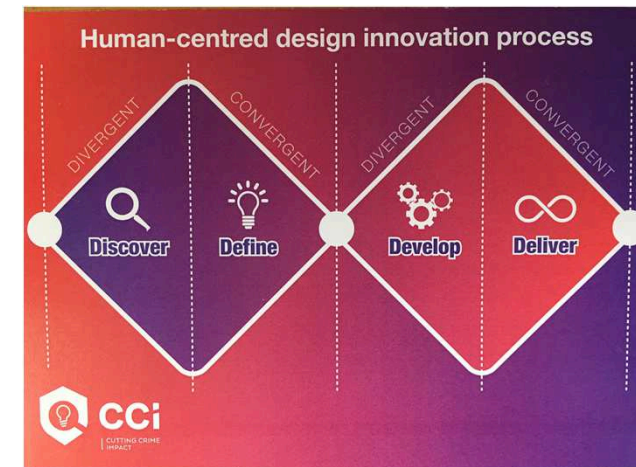 Human-centred design innovation process
DIVERGENT
CONVERGENT
DIVERGENT
CONVERGENT
Discover
Define
Develop
Deliver
CCi
CUTTING CRIME
IMPACT